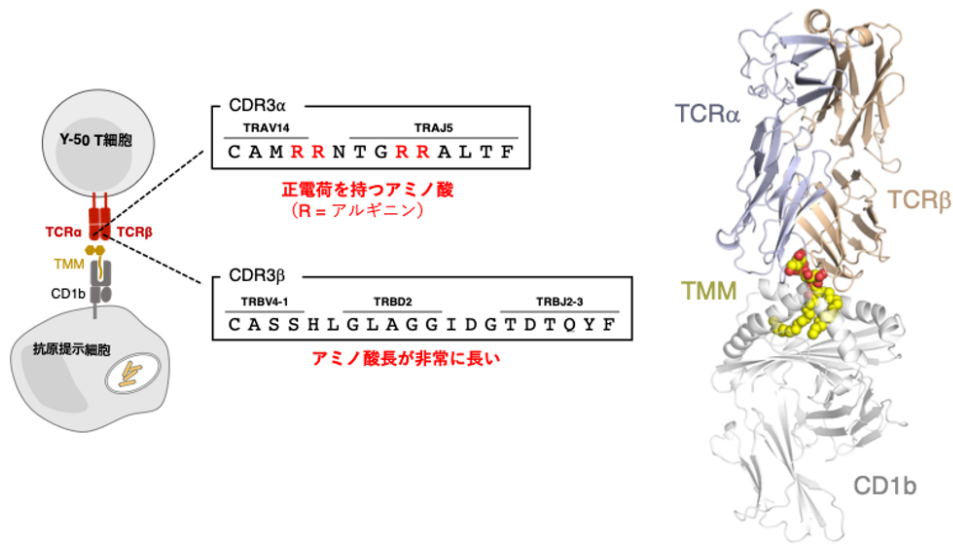 Y-50 T細胞
TCRα
TCRβ
TMM
CD1b
抗原提示細胞
CDR3α
TRAV14
TRAJ5
C A M R R N T G R R A L T F
正電荷を持つアミノ酸
（R = アルギニン）
CDR3β
TRBV4-1
TRBD2
TRBJ2-3
C A S S H L G L A G G I D G T D T Q Y F
アミノ酸長が非常に長い
TCRα
TCRβ
TMM
CD1b